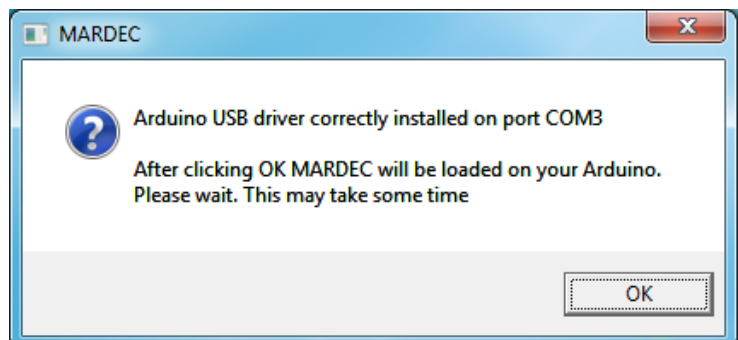 MARDEC
Arduino USB driver correctly installed on port COM3
After clicking OK MARDEC will be loaded on your Arduino.
Please wait. This may take some time
OK